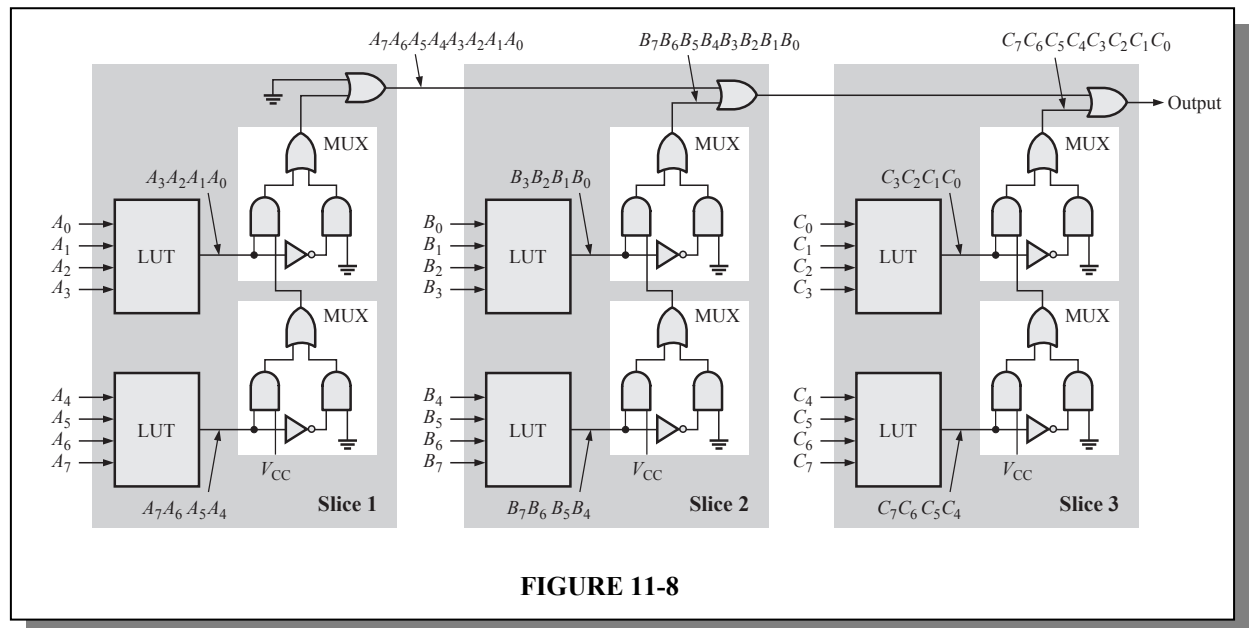 A₇A₆A₅A₄A₃A₂A₁A₀
B₇B₆B₅B₄B₃B₂B₁B₀
C₇C₆C₅C₄C₃C₂C₁C₀
Output
MUX
MUX
MUX
A₃A₂A₁A₀
B₃B₂B₁B₀
C₃C₂C₁C₀
A₀
A₁
A₂
A₃
LUT
B₀
B₁
B₂
B₃
LUT
C₀
C₁
C₂
C₃
LUT
MUX
MUX
MUX
A₄
A₅
A₆
A₇
LUT
B₄
B₅
B₆
B₇
LUT
C₄
C₅
C₆
C₇
LUT
V_CC
V_CC
V_CC
A₇A₆ A₅A₄
Slice 1
B₇B₆ B₅B₄
Slice 2
C₇C₆ C₅C₄
Slice 3
FIGURE 11-8